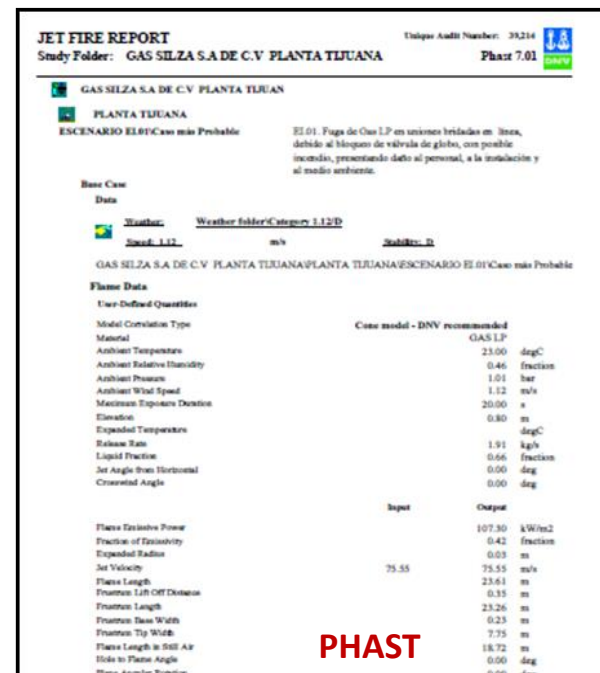 JET FIRE REPORT
Unique Audit Number: 39,214
Study Folder: GAS SILZA S.A DE C.V PLANTA TIJUANA
Phast 7.01
DNV
GAS SILZA S.A DE C.V PLANTA TIJUAN
PLANTA TIJUANA
ESCENARIO EI.01\Caso más Probable
EI.01. Fuga de Gas L.P en uniones bridadas en línea,
debido al bloqueo de válvula de globo, con posible
incendio, presentando daño al personal, a la instalación y
al medio ambiente.
Base Case
Data
Weather: Weather folder\Category 1.12/D
Speed: 1.12 m/s Stability: D
GAS SILZA S.A DE C.V PLANTA TIJUANA\PLANTA TIJUANA\ESCENARIO EI.01\Caso más Probable
Flame Data
User-Defined Quantities
Model Correlation Type Cone model - DNV recommended
Material GAS LP
Ambient Temperature 23.00 degC
Ambient Relative Humidity 0.46 fraction
Ambient Pressure 1.01 bar
Ambient Wind Speed 1.12 m/s
Maximum Exposure Duration 20.00 s
Elevation 0.80 m
Expanded Temperature degC
Release Rate 1.91 kg/s
Liquid Fraction 0.66 fraction
Jet Angle from Horizontal 0.00 deg
Crosswind Angle 0.00 deg
Input Output
Flame Emissive Power 107.30 kW/m2
Fraction of Emissivity 0.42 fraction
Expanded Radius 0.03 m
Jet Velocity 75.55 75.55 m/s
Flame Length 23.61 m
Frustrum Lift Off Distance 0.35 m
Frustrum Length 23.26 m
Frustrum Base Width 0.23 m
Frustrum Tip Width 7.75 m
Flame Length in Still Air 18.72 m
Hole to Flame Angle 0.00 deg
PHAST